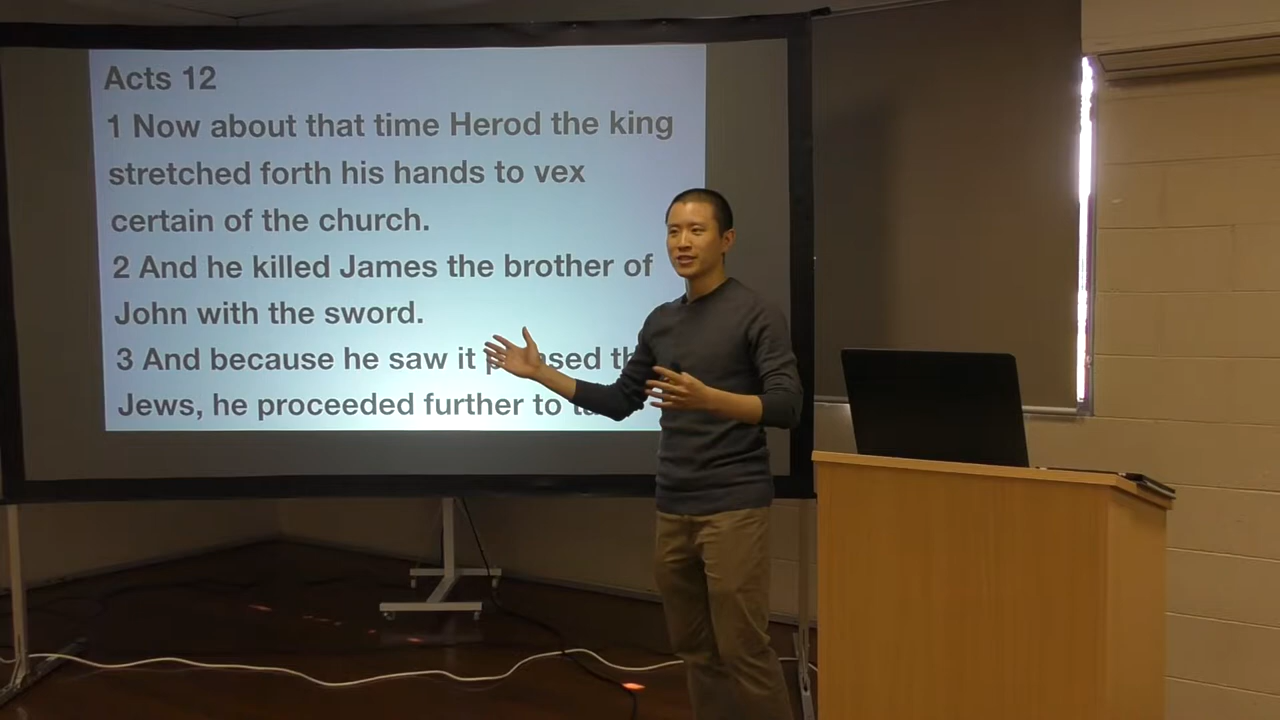 Acts 12
1 Now about that time Herod the king
stretched forth his hands to vex
certain of the church.
2 And he killed James the brother of
John with the sword.
3 And because he saw it pleased the
Jews, he proceeded further to